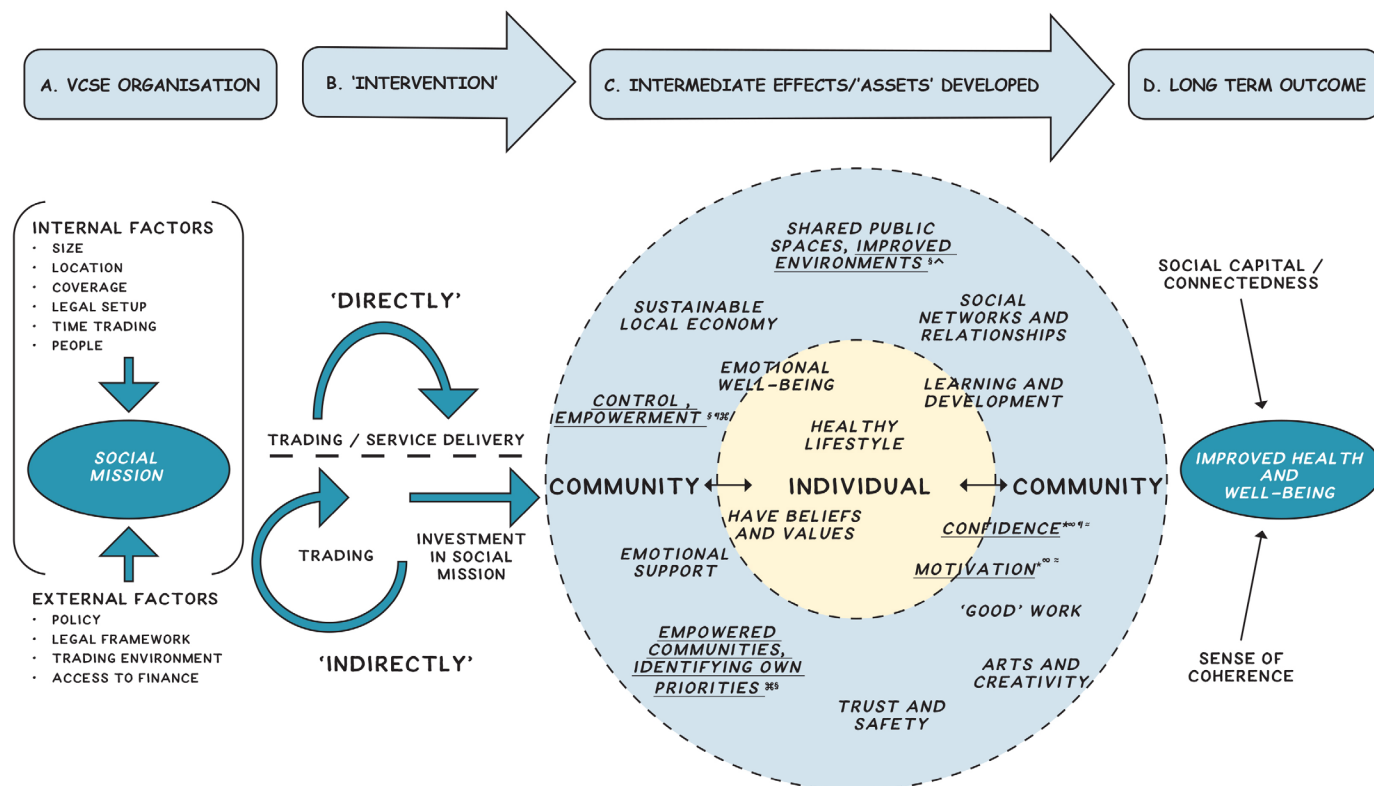 A. VCSE ORGANISATION
B. 'INTERVENTION'
C. INTERMEDIATE EFFECTS/'ASSETS' DEVELOPED
D. LONG TERM OUTCOME
INTERNAL FACTORS
· SIZE
· LOCATION
· COVERAGE
· LEGAL SETUP
· TIME TRADING
· PEOPLE
SOCIAL
MISSION
EXTERNAL FACTORS
· POLICY
· LEGAL FRAMEWORK
· TRADING ENVIRONMENT
· ACCESS TO FINANCE
'DIRECTLY'
TRADING / SERVICE DELIVERY
TRADING
INVESTMENT
IN SOCIAL
MISSION
'INDIRECTLY'
SHARED PUBLIC
SPACES, IMPROVED
ENVIRONMENTS §^
SUSTAINABLE
LOCAL ECONOMY
SOCIAL
NETWORKS AND
RELATIONSHIPS
EMOTIONAL
WELL-BEING
LEARNING AND
DEVELOPMENT
CONTROL ,
EMPOWERMENT §¶⌘
HEALTHY
LIFESTYLE
COMMUNITY
INDIVIDUAL
COMMUNITY
HAVE BELIEFS
AND VALUES
CONFIDENCE*∞¶≈
EMOTIONAL
SUPPORT
MOTIVATION*∞≈
'GOOD' WORK
EMPOWERED
COMMUNITIES,
IDENTIFYING OWN
PRIORITIES ⌘§
ARTS AND
CREATIVITY
TRUST AND
SAFETY
SOCIAL CAPITAL /
CONNECTEDNESS
IMPROVED HEALTH
AND
WELL-BEING
SENSE OF
COHERENCE